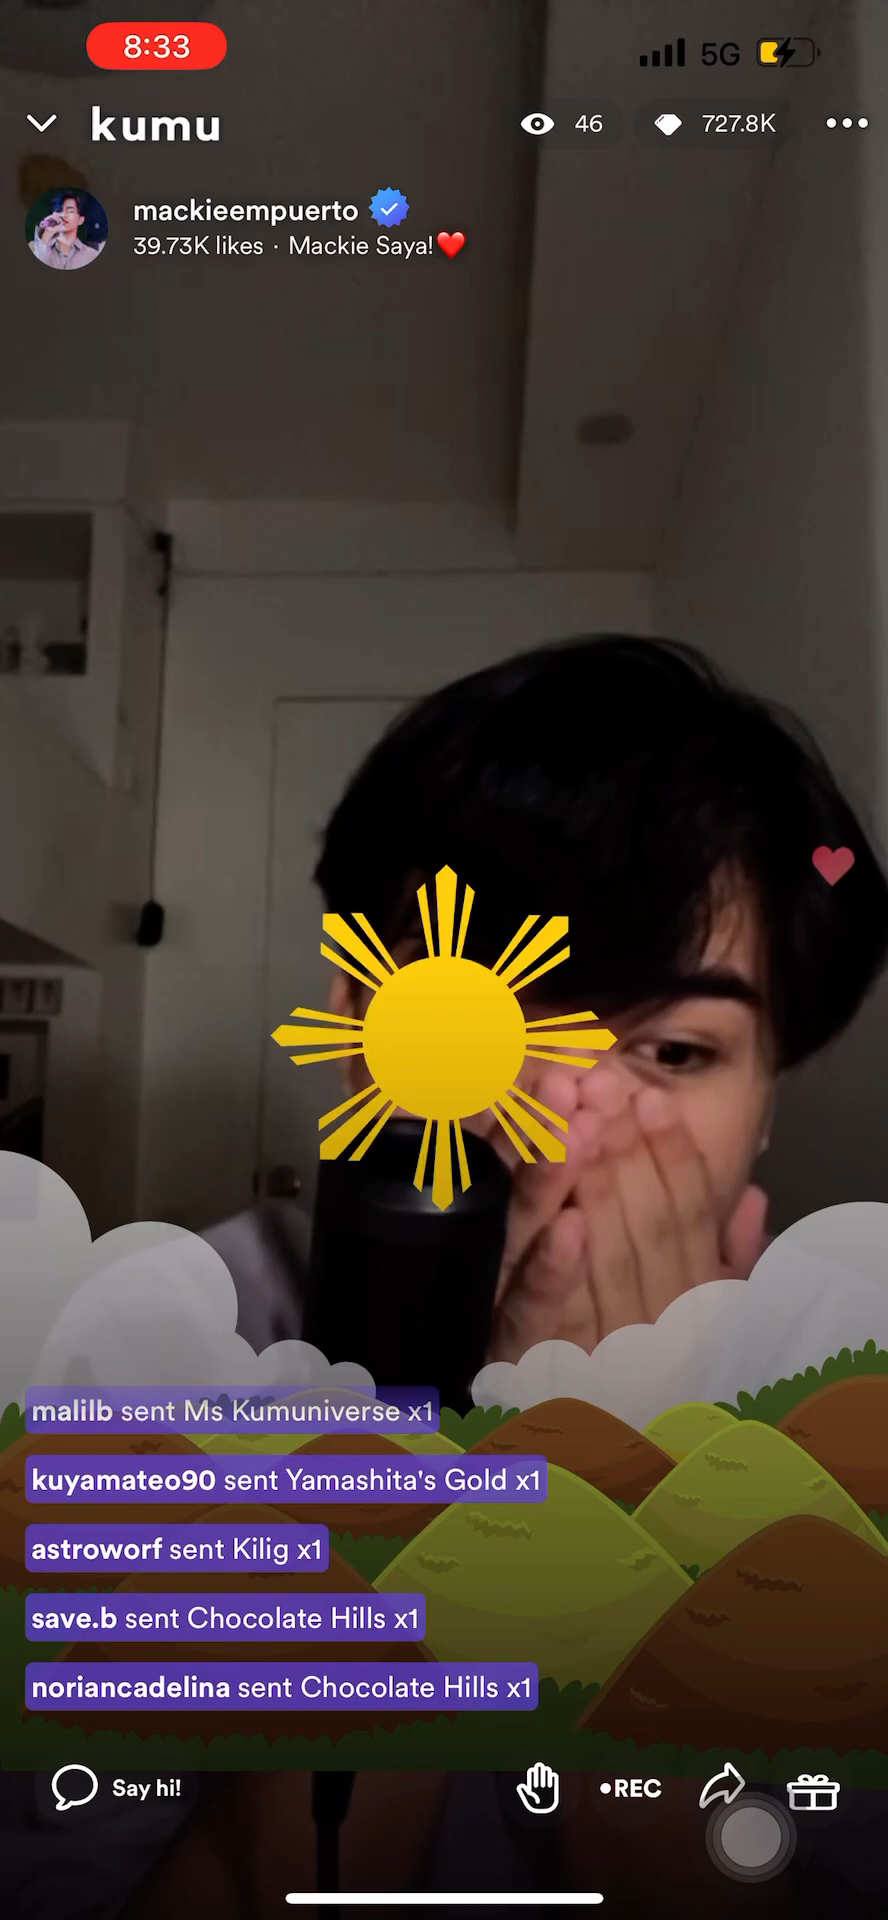 8:33
5G
kumu
46
727.8K
mackieempuerto
39.73K likes · Mackie Saya!❤️
malilb sent Ms Kumuniverse x1
kuyamateo90 sent Yamashita's Gold x1
astroworf sent Kilig x1
save.b sent Chocolate Hills x1
noriancadelina sent Chocolate Hills x1
Say hi!
•REC